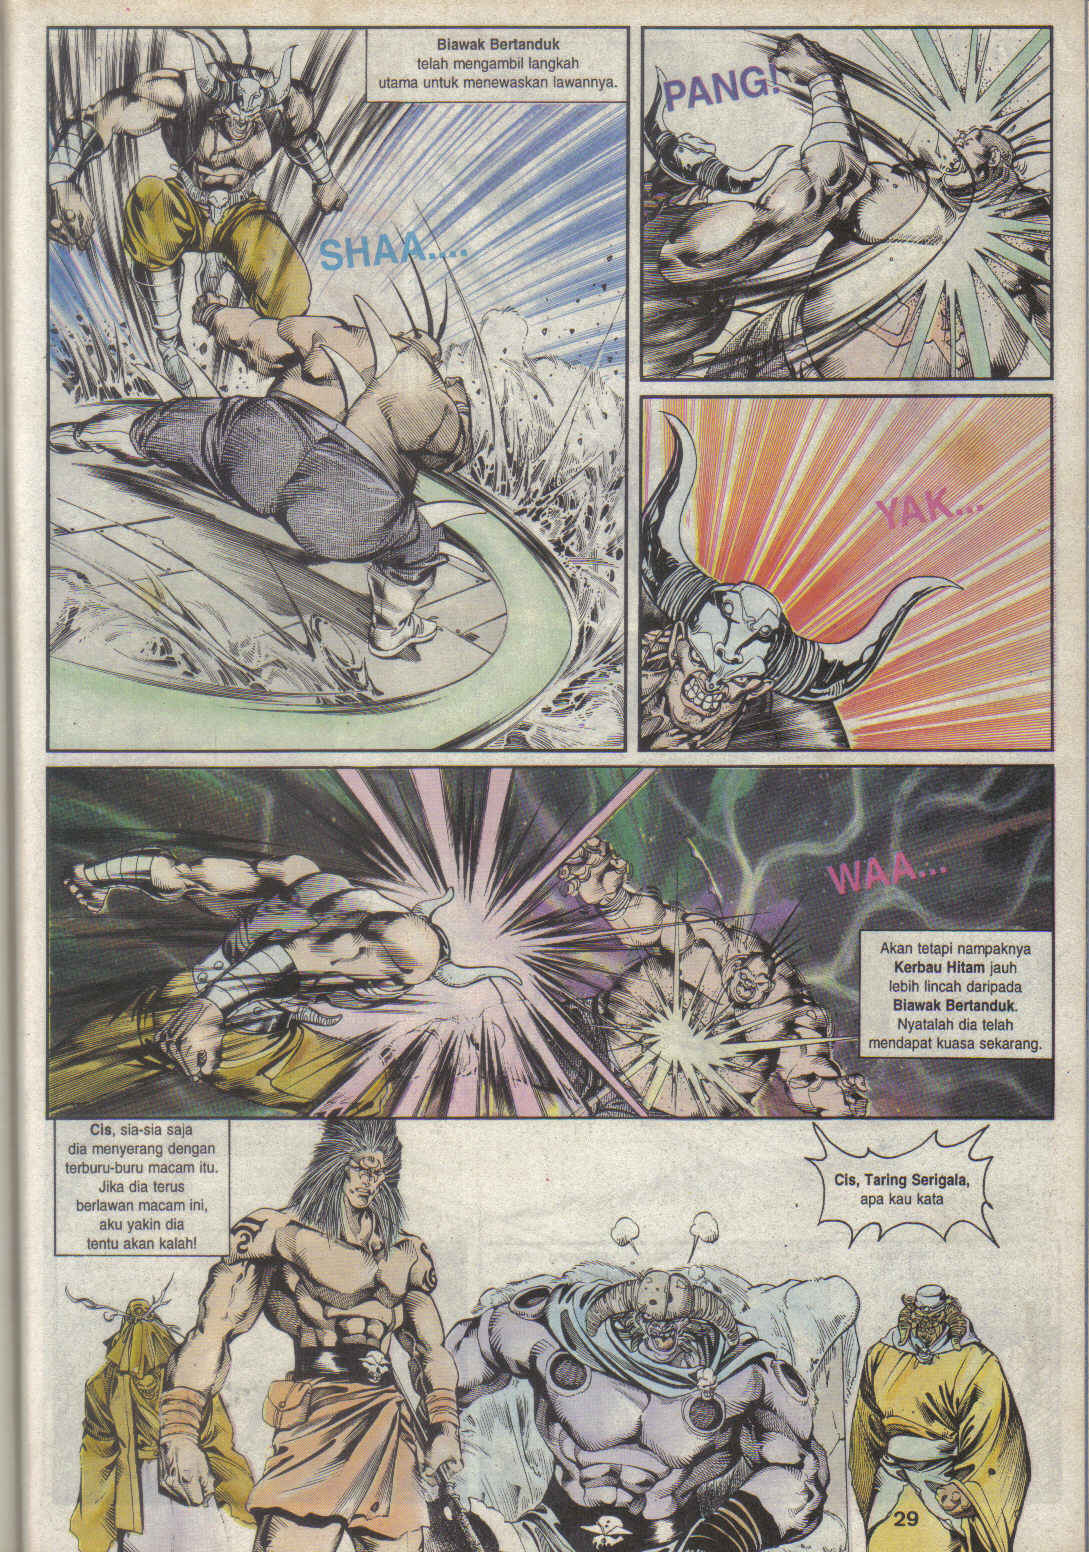 Biawak Bertanduk
telah mengambil langkah
utama untuk menewaskan lawannya.
SHAA....
PANG!
YAK...
WAA...
Akan tetapi nampaknya
Kerbau Hitam jauh
lebih lincah daripada
Biawak Bertanduk.
Nyatalah dia telah
mendapat kuasa sekarang.
Cis, sia-sia saja
dia menyerang dengan
terburu-buru macam itu.
Jika dia terus
berlawan macam ini,
aku yakin dia
tentu akan kalah!
Cis, Taring Serigala,
apa kau kata
29